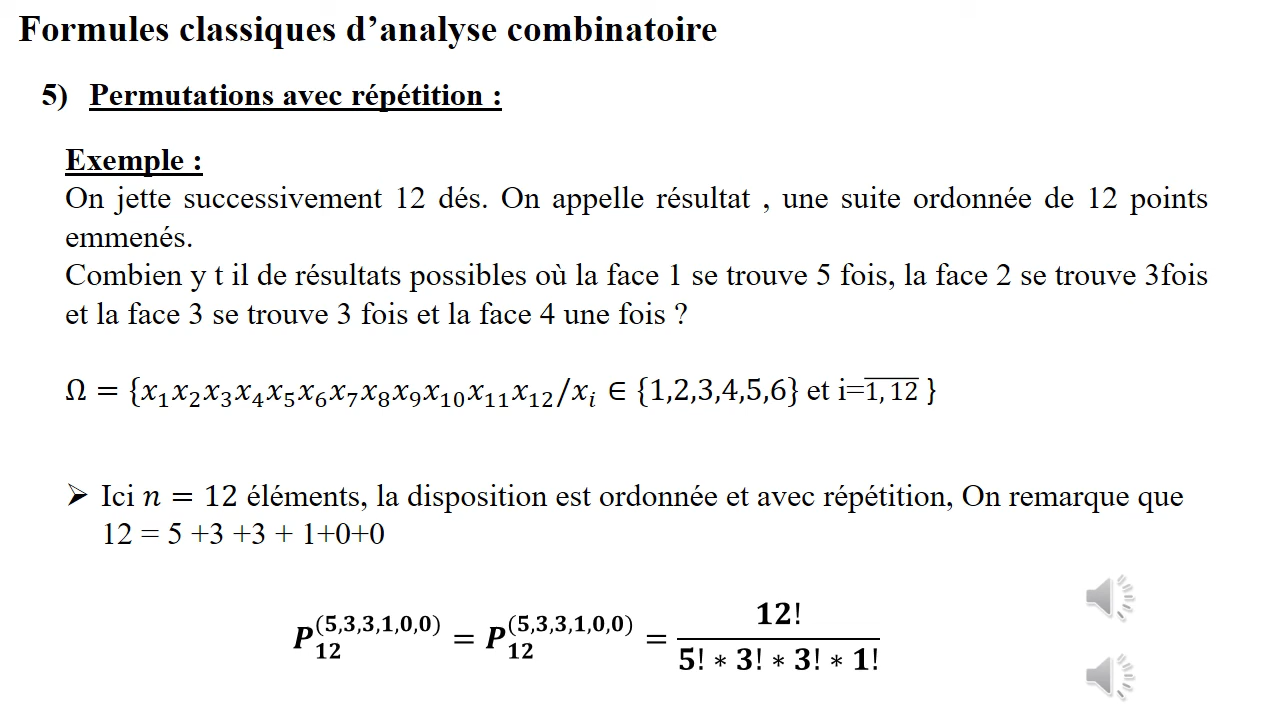 Formules classiques d’analyse combinatoire
5) Permutations avec répétition :
Exemple :
On jette successivement 12 dés. On appelle résultat , une suite ordonnée de 12 points
emmenés.
Combien y t il de résultats possibles où la face 1 se trouve 5 fois, la face 2 se trouve 3fois
et la face 3 se trouve 3 fois et la face 4 une fois ?
Ω = {x₁x₂x₃x₄x₅x₆x₇x₈x₉x₁₀x₁₁x₁₂/xᵢ ∈ {1,2,3,4,5,6} et i=\overline{1, 12} }
➢ Ici n = 12 éléments, la disposition est ordonnée et avec répétition, On remarque que
12 = 5 +3 +3 + 1+0+0
P₁₂^(5,3,3,1,0,0) = P₁₂^(5,3,3,1,0,0) = 12! / 5! ∗ 3! ∗ 3! ∗ 1!